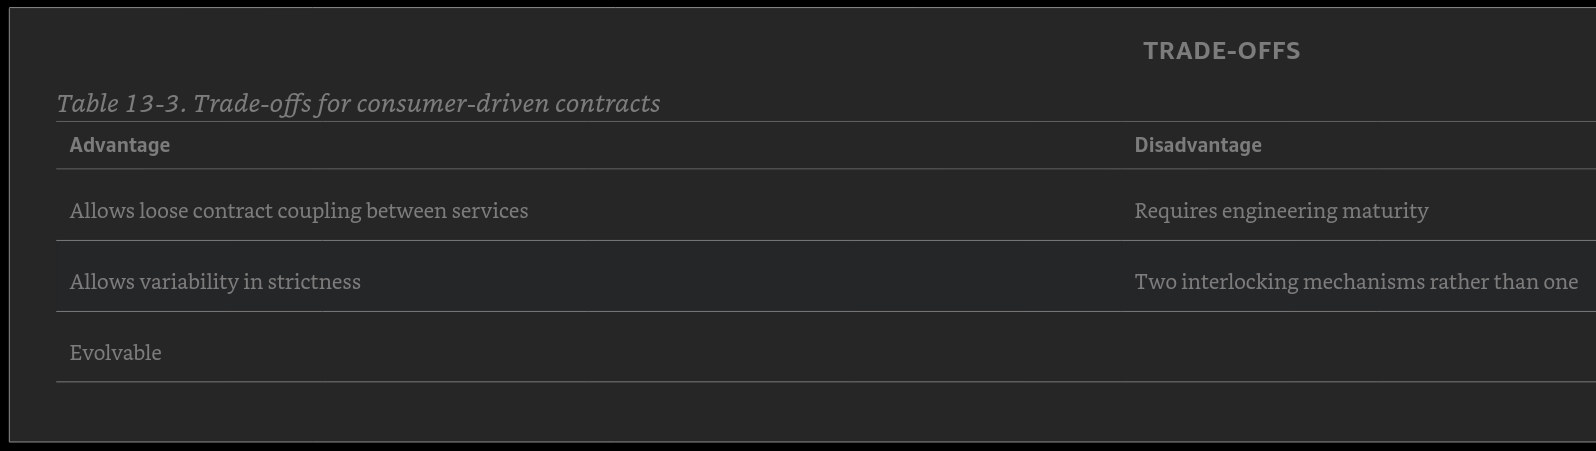 TRADE-OFFS
Table 13-3. Trade-offs for consumer-driven contracts
Advantage Disadvantage
Allows loose contract coupling between services Requires engineering maturity
Allows variability in strictness Two interlocking mechanisms rather than one
Evolvable